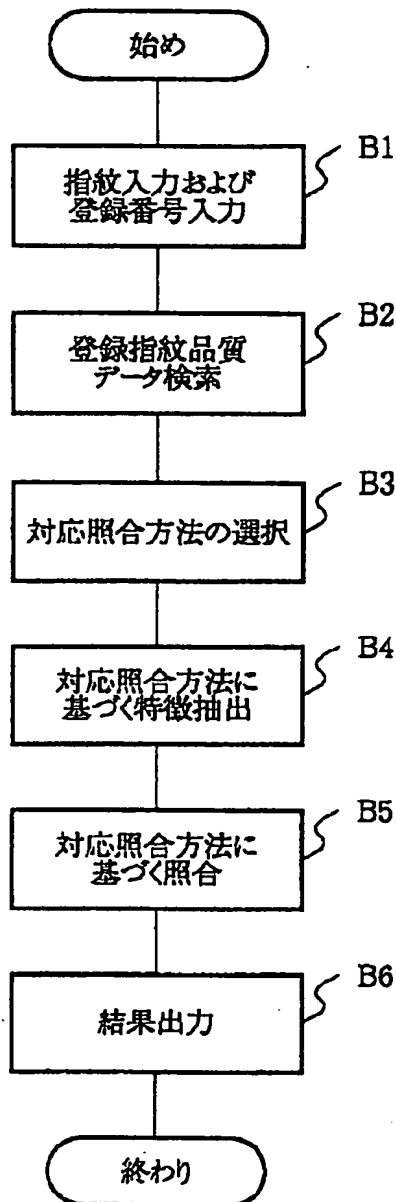 始め
B1
指紋入力および
登録番号入力
B2
登録指紋品質
データ検索
B3
対応照合方法の選択
B4
対応照合方法に
基づく特徴抽出
B5
対応照合方法に
基づく照合
B6
結果出力
終わり